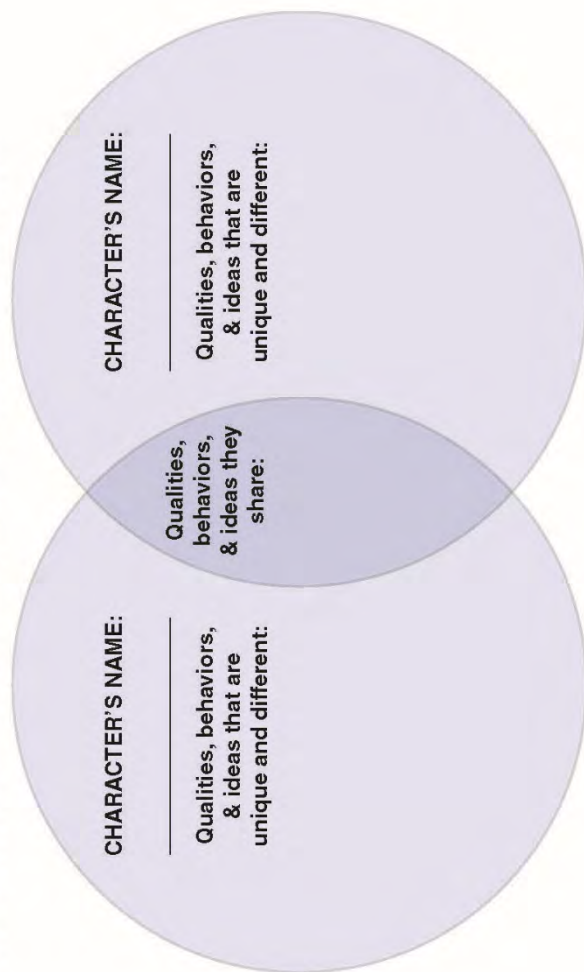 CHARACTER'S NAME:
Qualities, behaviors,
& ideas that are
unique and different:
Qualities,
behaviors,
& ideas they
share:
CHARACTER'S NAME:
Qualities, behaviors,
& ideas that are
unique and different: